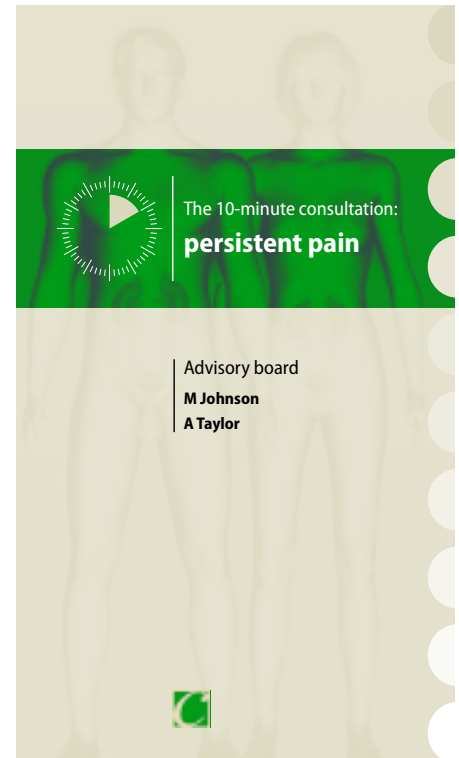 The 10-minute consultation:
persistent pain
Advisory board
M Johnson
A Taylor